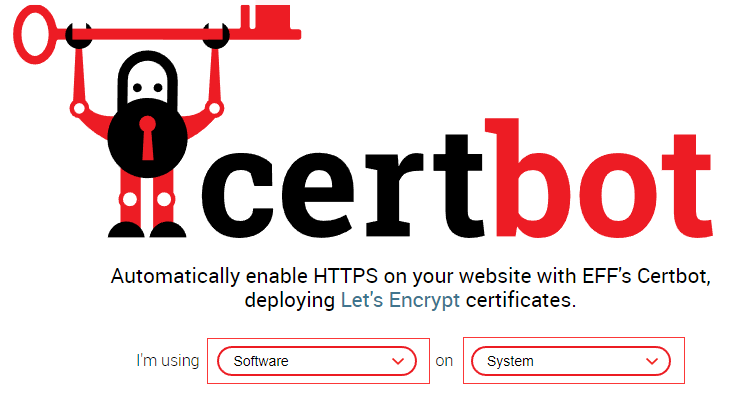 certbot
Automatically enable HTTPS on your website with EFF's Certbot,
deploying Let's Encrypt certificates.
I'm using Software on System